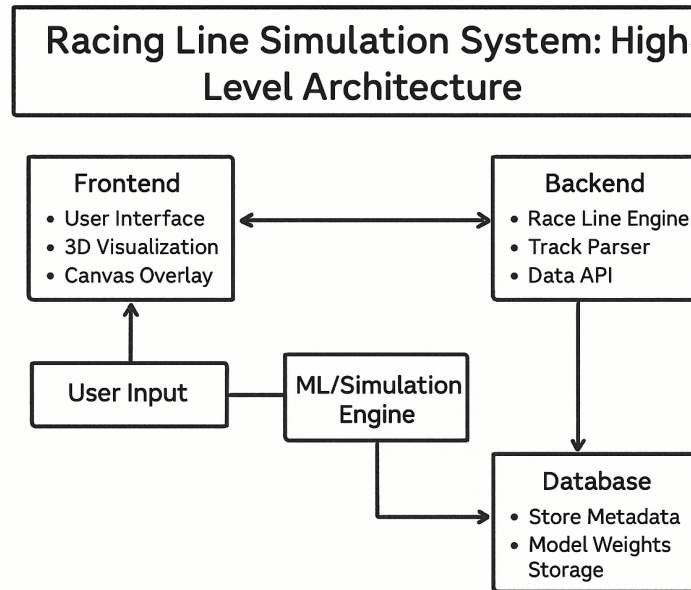 Racing Line Simulation System: High-
Level Architecture
Frontend
• User Interface
• 3D Visualization
• Canvas Overlay
Backend
• Race Line Engine
• Track Parser
• Data API
User Input
ML/Simulation
Engine
Database
• Store Metadata
• Model Weights
Storage